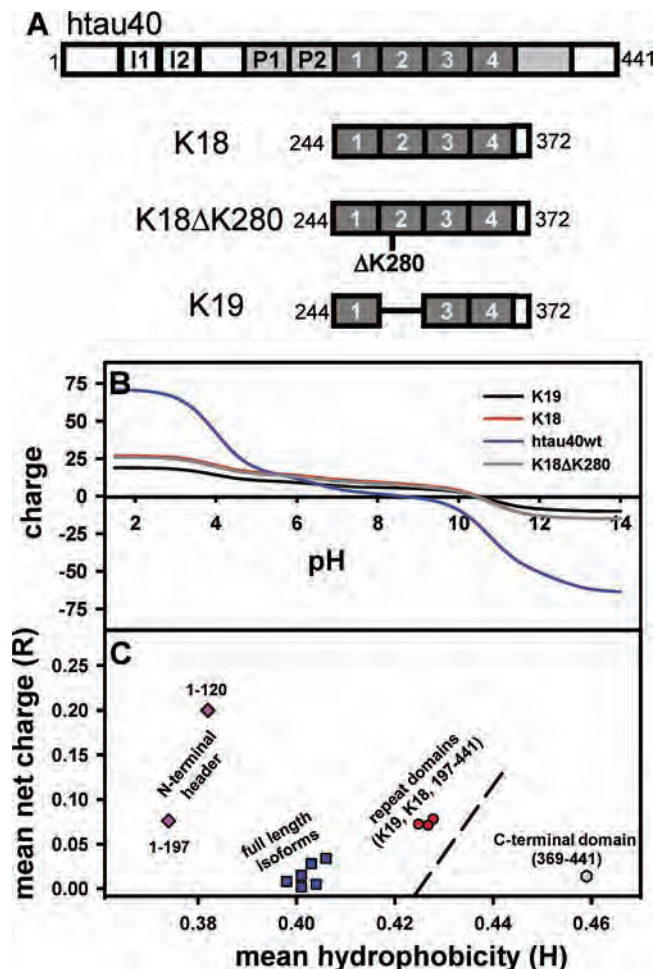 A
htau40
1 I1 I2 P1 P2 1 2 3 4 441
K18 244 1 2 3 4 372
K18ΔK280 244 1 2 3 4 372
ΔK280
K19 244 1 3 4 372
B
75
50
25
0
-25
-50
-75
charge
2 4 6 8 10 12 14
pH
K19
K18
htau40wt
K18ΔK280
C
mean net charge (R)
0.25
0.20
0.15
0.10
0.05
0.00
1-120
N-terminal
header
1-197
full length
isoforms
repeat domains
(K19, K18, 197-441)
C-terminal domain
(369-441)
0.38 0.40 0.42 0.44 0.46
mean hydrophobicity (H)